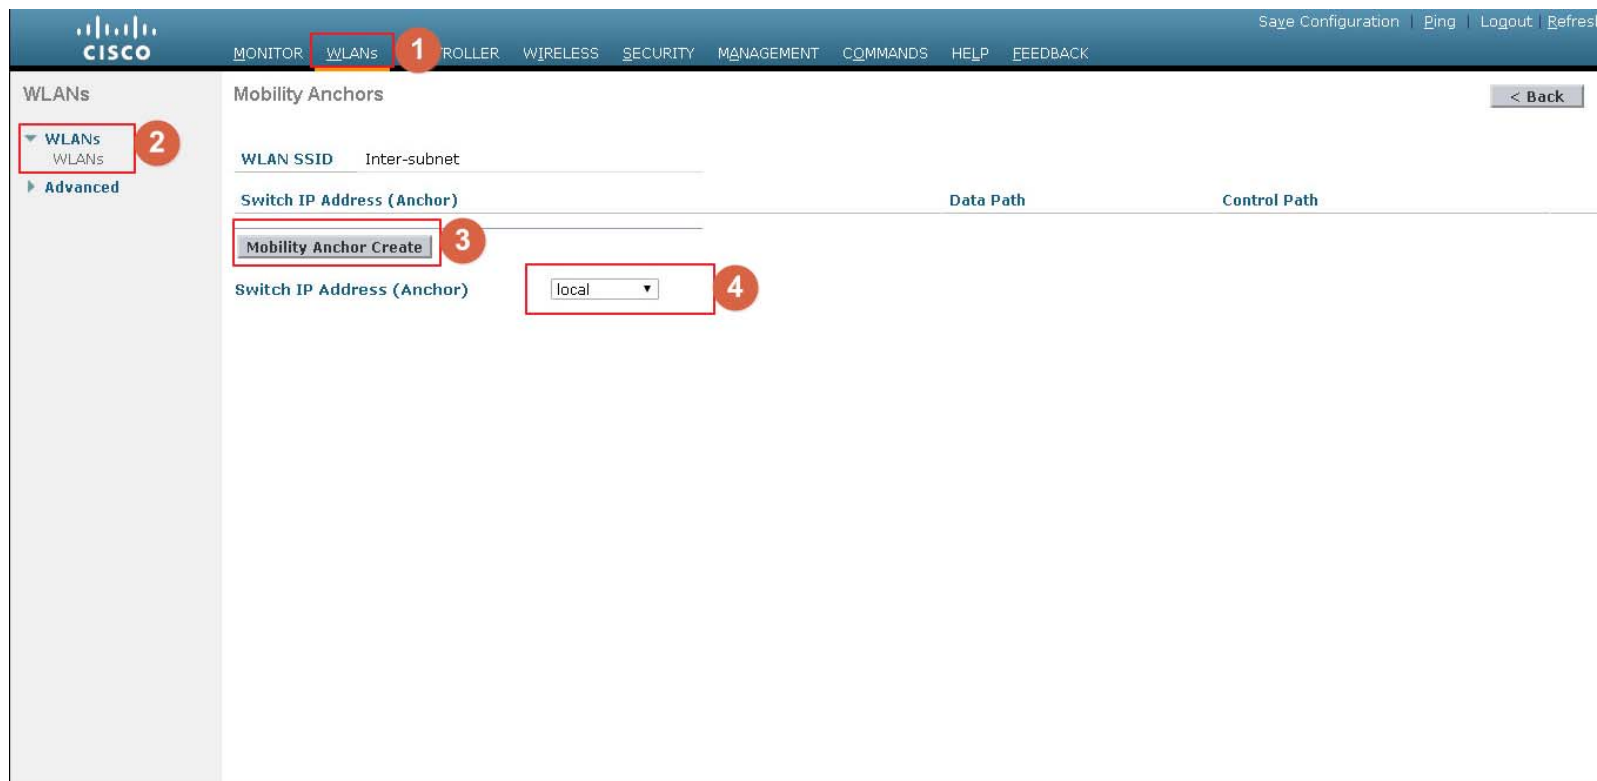 Save Configuration | Ping | Logout | Refres
CISCO
MONITOR WLANs 1 TROLLER WIRELESS SECURITY MANAGEMENT COMMANDS HELP FEEDBACK
WLANs
Mobility Anchors
< Back
WLANs 2
WLANs
Advanced
WLAN SSID Inter-subnet
Switch IP Address (Anchor) Data Path Control Path
Mobility Anchor Create 3
Switch IP Address (Anchor) local 4